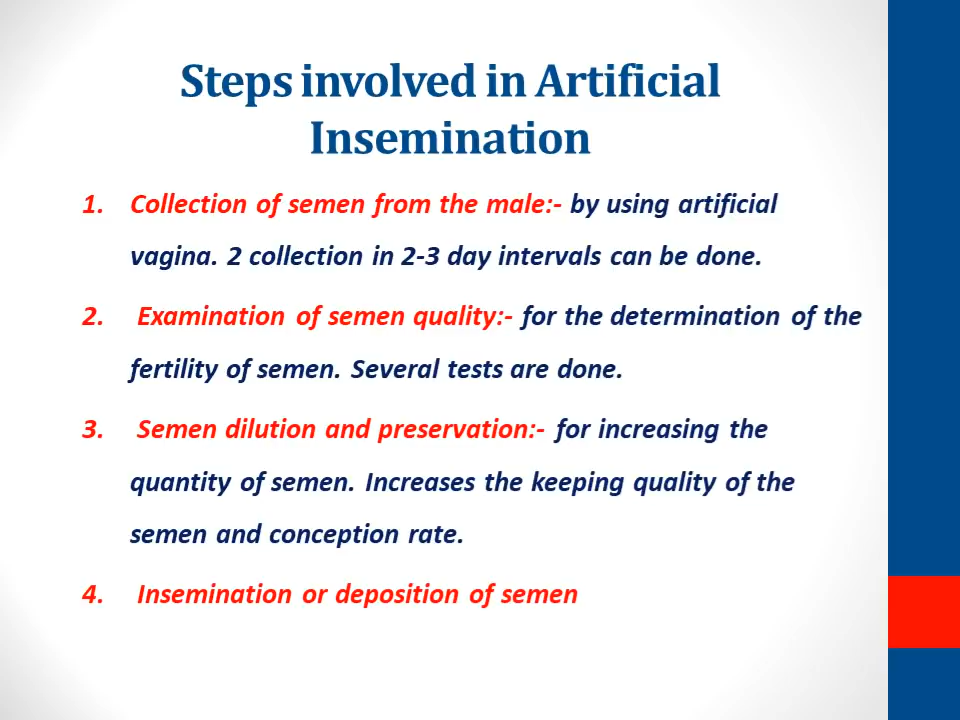 Steps involved in Artificial
Insemination
1. Collection of semen from the male:- by using artificial
vagina. 2 collection in 2-3 day intervals can be done.
2. Examination of semen quality:- for the determination of the
fertility of semen. Several tests are done.
3. Semen dilution and preservation:- for increasing the
quantity of semen. Increases the keeping quality of the
semen and conception rate.
4. Insemination or deposition of semen